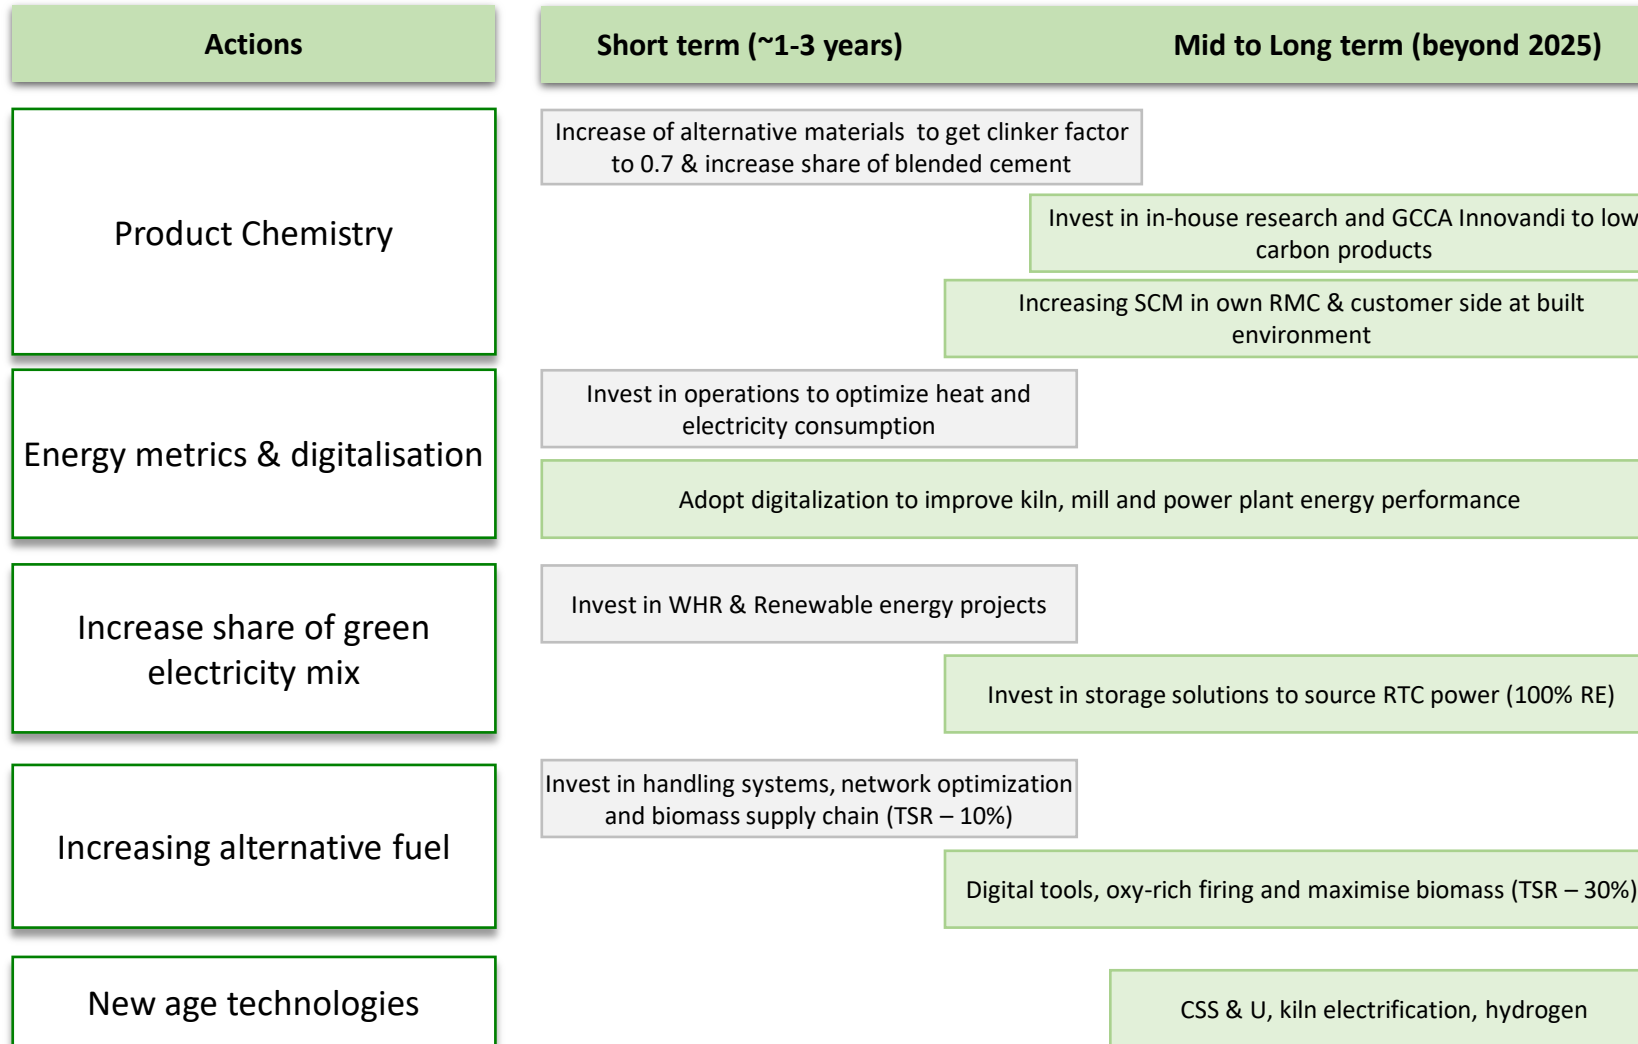 Actions
Short term (~1-3 years)
Mid to Long term (beyond 2025)
Product Chemistry
Increase of alternative materials to get clinker factor
to 0.7 & increase share of blended cement
Invest in in-house research and GCCA Innovandi to low
carbon products
Increasing SCM in own RMC & customer side at built
environment
Energy metrics & digitalisation
Invest in operations to optimize heat and
electricity consumption
Adopt digitalization to improve kiln, mill and power plant energy performance
Increase share of green
electricity mix
Invest in WHR & Renewable energy projects
Invest in storage solutions to source RTC power (100% RE)
Increasing alternative fuel
Invest in handling systems, network optimization
and biomass supply chain (TSR – 10%)
Digital tools, oxy-rich firing and maximise biomass (TSR – 30%)
New age technologies
CSS & U, kiln electrification, hydrogen